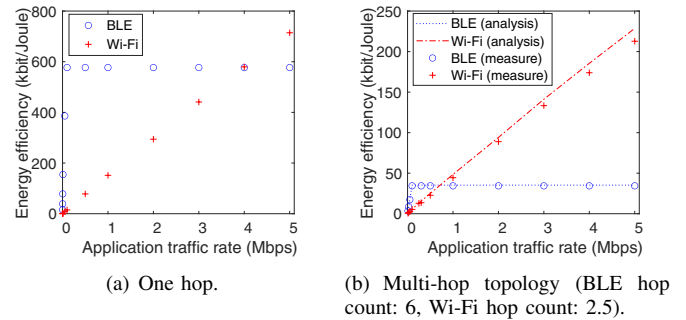 800
600
400
200
0
Energy efficiency (kbit/Joule)
BLE
Wi-Fi
0 1 2 3 4 5
Application traffic rate (Mbps)
(a) One hop.
250
200
150
100
50
0
Energy efficiency (kbit/Joule)
BLE (analysis)
Wi-Fi (analysis)
BLE (measure)
Wi-Fi (measure)
0 1 2 3 4 5
Application traffic rate (Mbps)
(b) Multi-hop topology (BLE hop
count: 6, Wi-Fi hop count: 2.5).